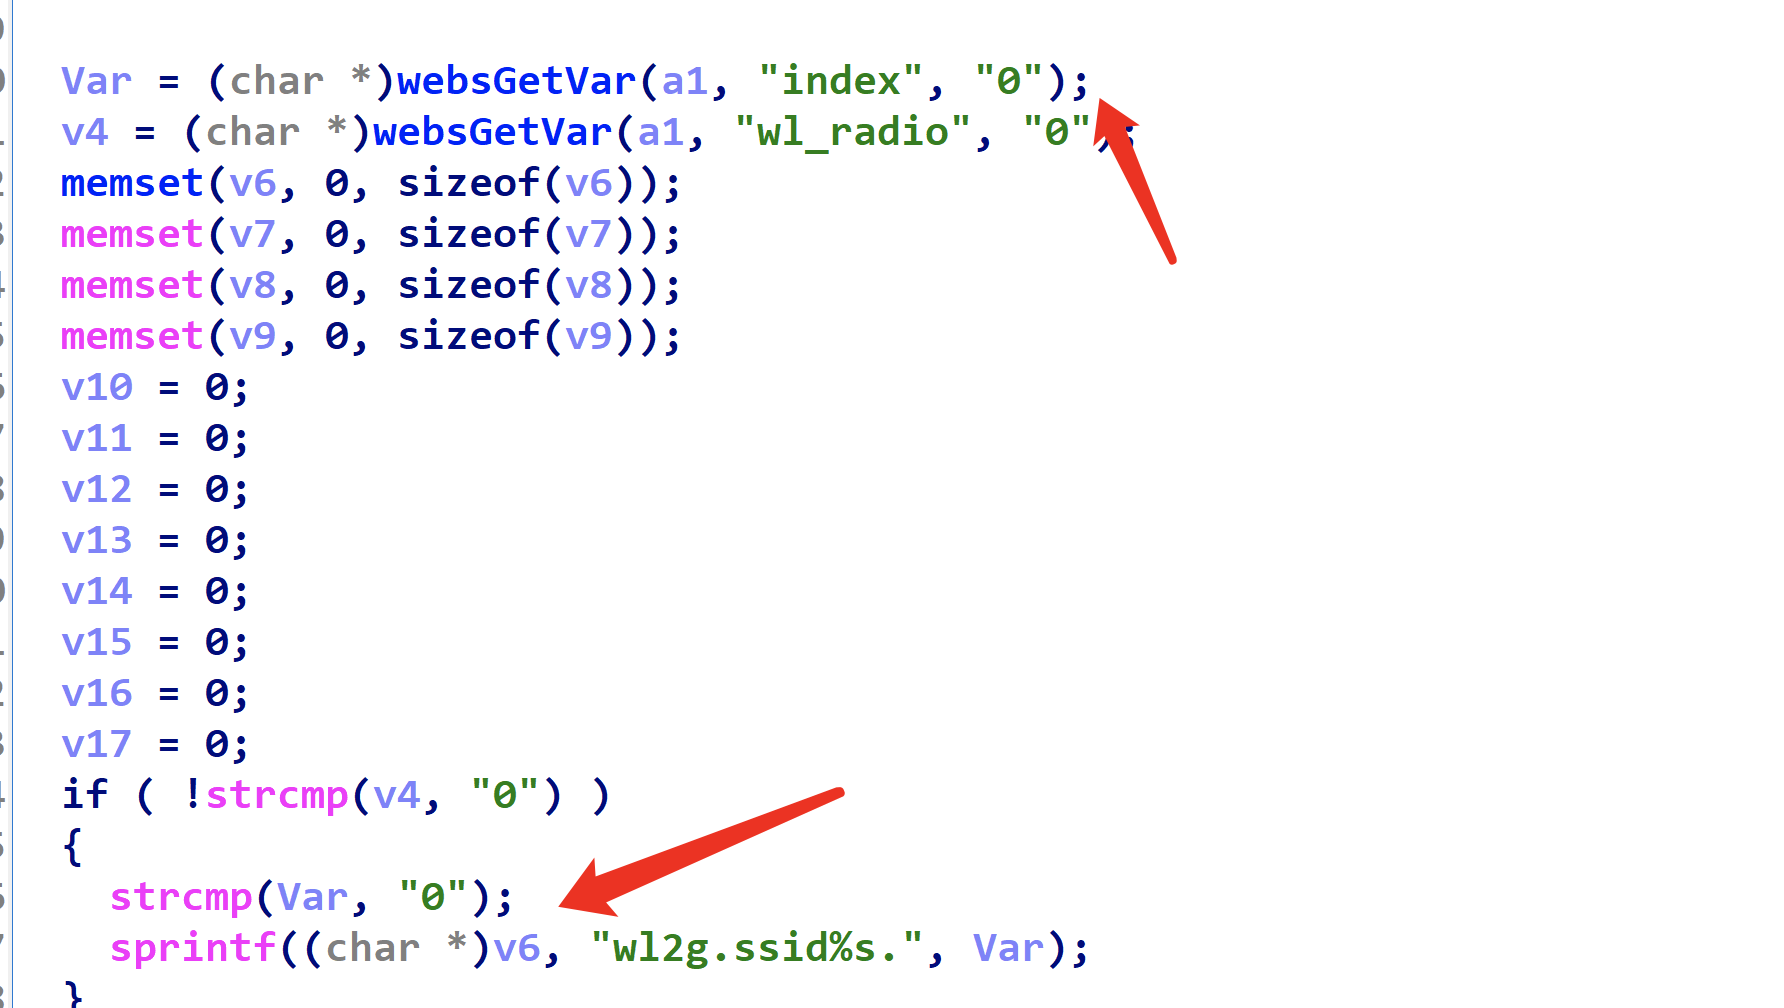 Var = (char *)websGetVar(a1, "index", "0");
v4 = (char *)websGetVar(a1, "wl_radio", "0");
memset(v6, 0, sizeof(v6));
memset(v7, 0, sizeof(v7));
memset(v8, 0, sizeof(v8));
memset(v9, 0, sizeof(v9));
v10 = 0;
v11 = 0;
v12 = 0;
v13 = 0;
v14 = 0;
v15 = 0;
v16 = 0;
v17 = 0;
if ( !strcmp(v4, "0") )
{
strcmp(Var, "0");
sprintf((char *)v6, "wl2g.ssid%s.", Var);
}